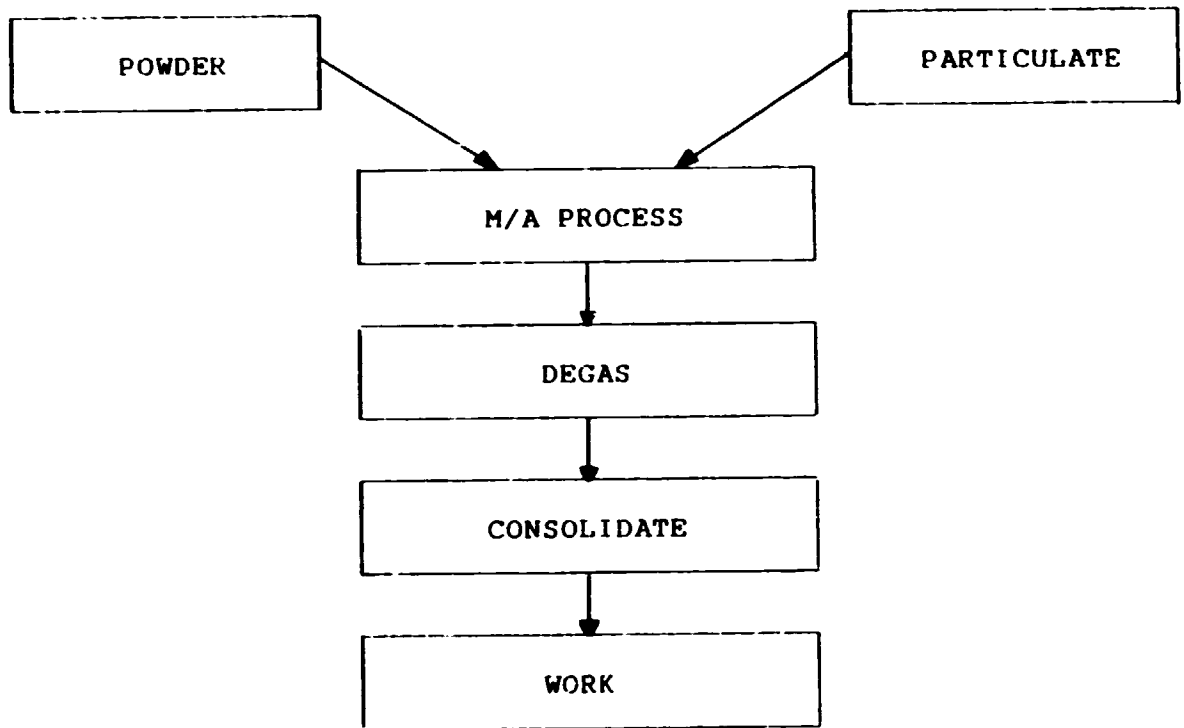 POWDER
PARTICULATE
M/A PROCESS
DEGAS
CONSOLIDATE
WORK